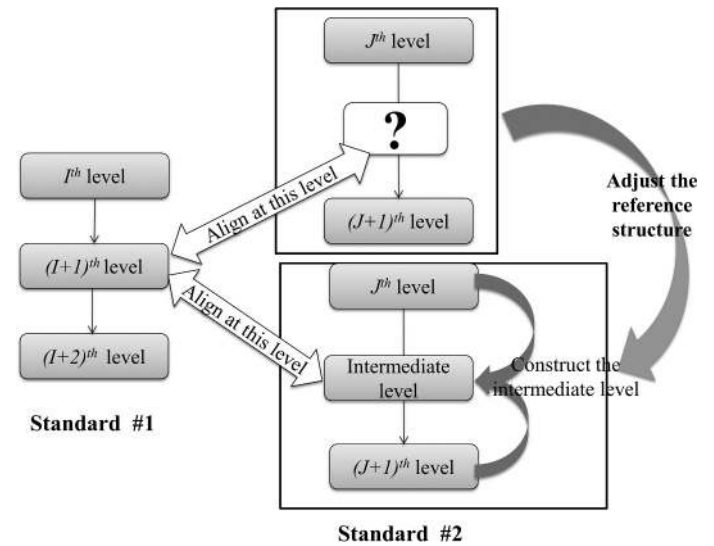 Jth level
?
(J+1)th level
Align at this level
Ith level
(I+1)th level
(I+2)th level
Standard #1
Align at this level
Adjust the
reference
structure
Jth level
Intermediate
level
(J+1)th level
Construct the
intermediate level
Standard #2